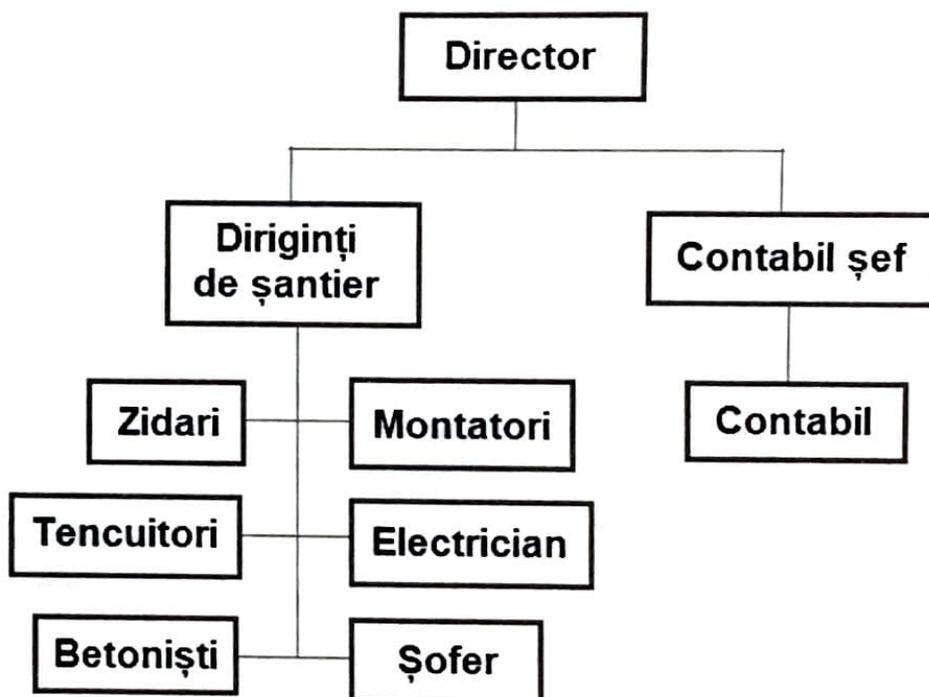 Director
Diriginți
de șantier
Contabil șef
Zidari
Montatori
Contabil
Tencuitori
Electrician
Betoniști
Șofer